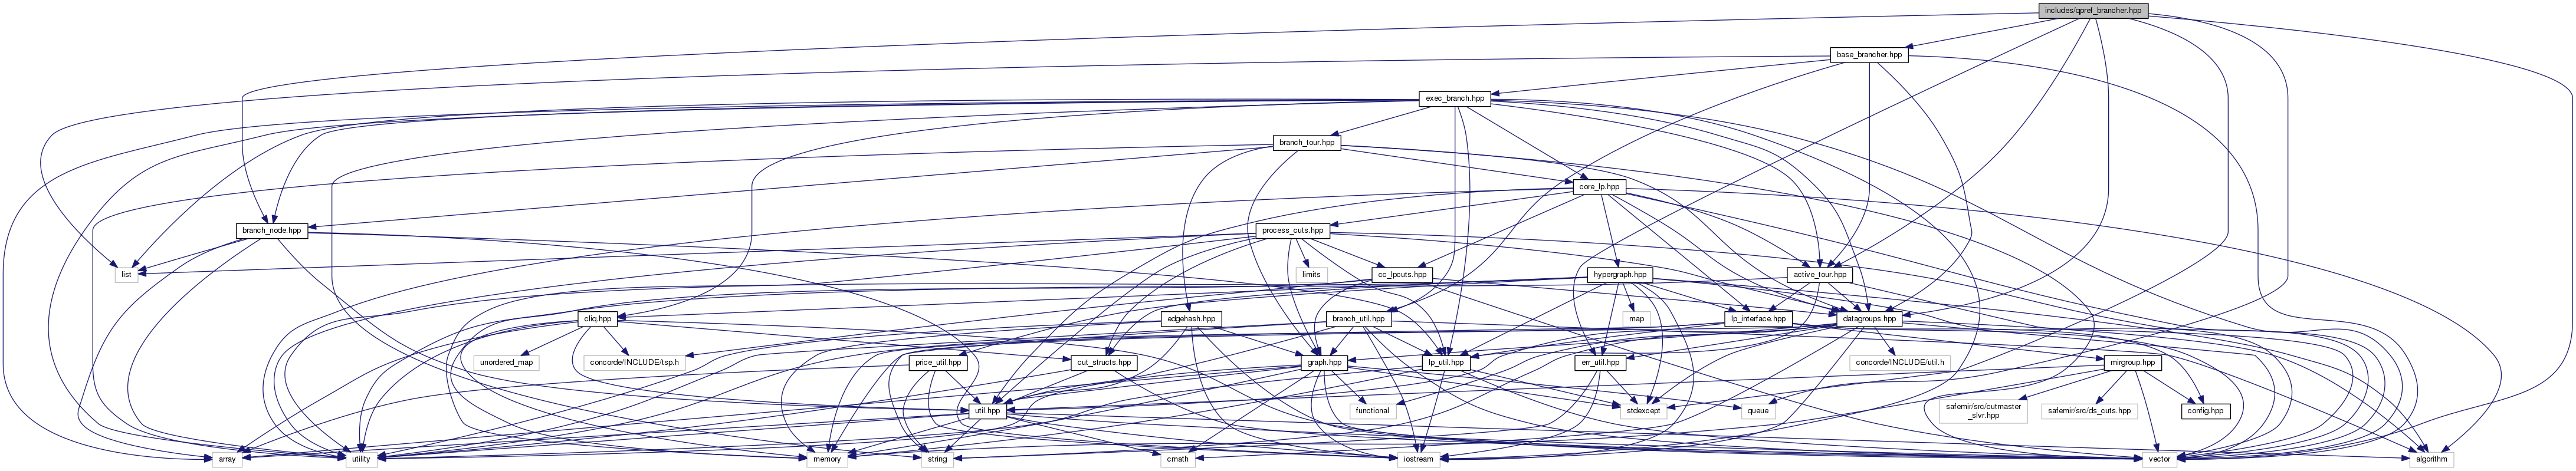 includes/qpref_brancher.hpp
base_brancher.hpp
exec_branch.hpp
branch_tour.hpp
core_lp.hpp
branch_node.hpp
process_cuts.hpp
list
limits
cc_lpcuts.hpp
hypergraph.hpp
active_tour.hpp
cliq.hpp
edgehash.hpp
branch_util.hpp
map
lp_interface.hpp
datagroups.hpp
unordered_map
concorde/INCLUDE/tsp.h
price_util.hpp
cut_structs.hpp
graph.hpp
lp_util.hpp
err_util.hpp
concorde/INCLUDE/util.h
mirgroup.hpp
util.hpp
functional
stdexcept
queue
safemir/src/cutmaster
_slvr.hpp
safemir/src/ds_cuts.hpp
config.hpp
array
utility
memory
string
cmath
iostream
vector
algorithm